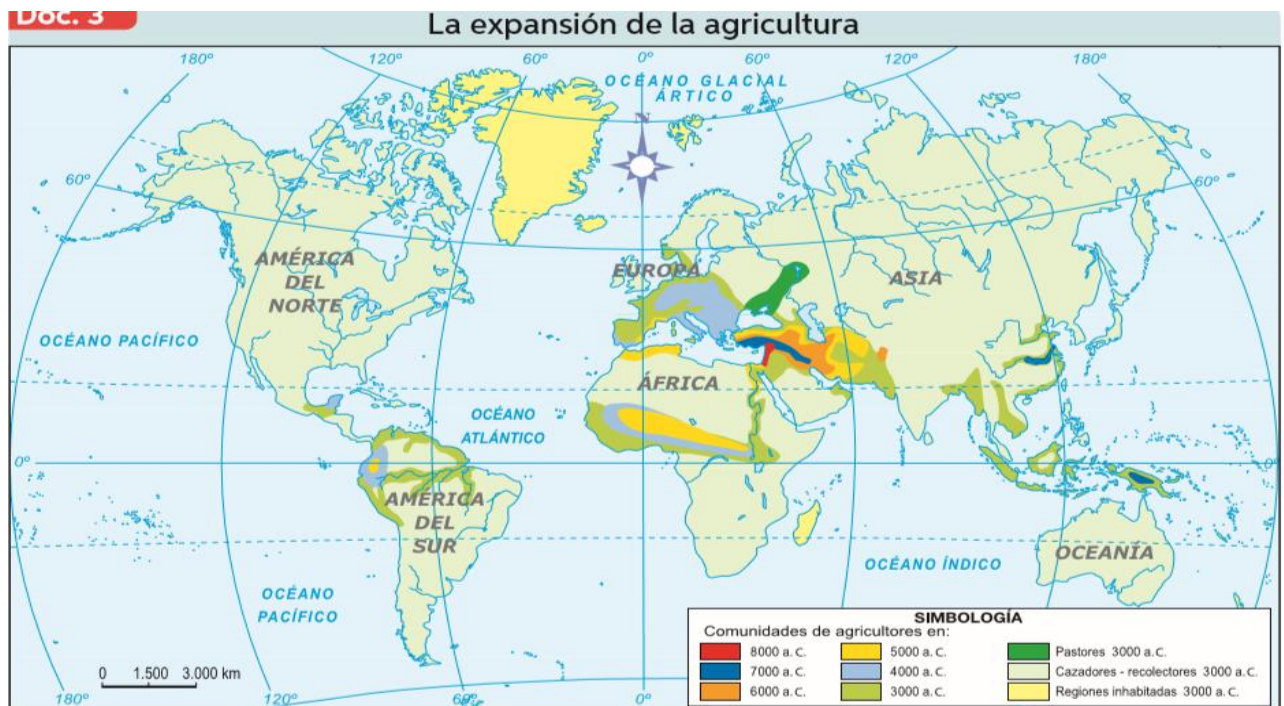 Doc. 3
La expansión de la agricultura
180º 120º 60º 0º 60º 120º 180º
OCÉANO GLACIAL
ÁRTICO
N
60º
60º
AMÉRICA
DEL
NORTE
EUROPA
ASIA
OCÉANO PACÍFICO
ÁFRICA
OCÉANO
ATLÁNTICO
0º
0º
AMÉRICA
DEL
SUR
OCEANÍA
OCÉANO ÍNDICO
OCÉANO
PACÍFICO
SIMBOLOGÍA
Comunidades de agricultores en:
8000 a. C.
7000 a. C.
6000 a. C.
5000 a. C.
4000 a. C.
3000 a. C.
Pastores 3000 a. C.
Cazadores - recolectores 3000 a. C.
Regiones inhabitadas 3000 a. C.
0 1.500 3.000 km
180º 120º 60º 0º